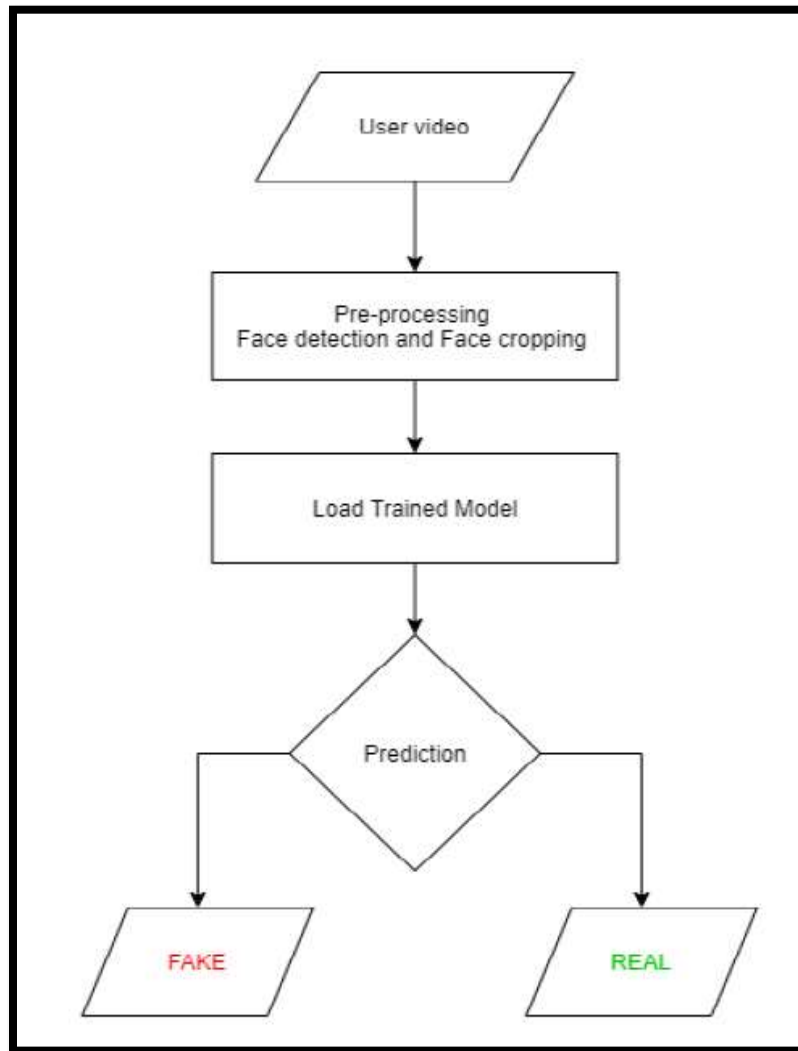 User video
Pre-processing
Face detection and Face cropping
Load Trained Model
Prediction
FAKE
REAL